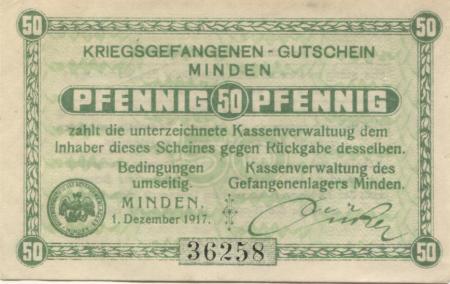 50 50
KRIEGSGEFANGENEN - GUTSCHEIN
MINDEN
PFENNIG 50 PFENNIG
zahlt die unterzeichnete Kassenverwaltuug dem
Inhaber dieses Scheines gegen Rückgabe desselben.
Bedingungen
umseitig.
Kassenverwaltung des
Gefangenenlagers Minden.
MINDEN.
1. Dezember 1917.
50 36258 50